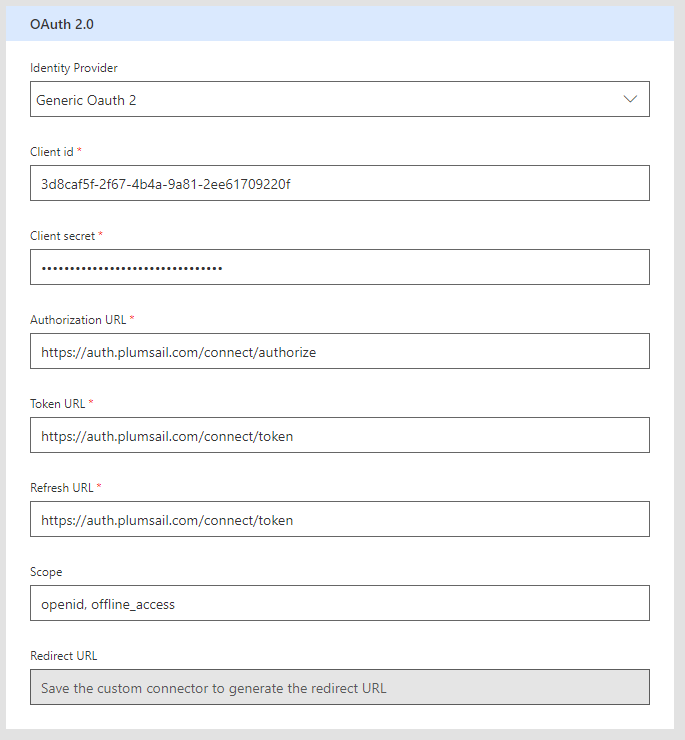 OAuth 2.0
Identity Provider
Generic Oauth 2
Client id *
3d8caf5f-2f67-4b4a-9a81-2ee61709220f
Client secret *
••••••••••••••••••••••••••••••••
Authorization URL *
https://auth.plumsail.com/connect/authorize
Token URL *
https://auth.plumsail.com/connect/token
Refresh URL *
https://auth.plumsail.com/connect/token
Scope
openid, offline_access
Redirect URL
Save the custom connector to generate the redirect URL